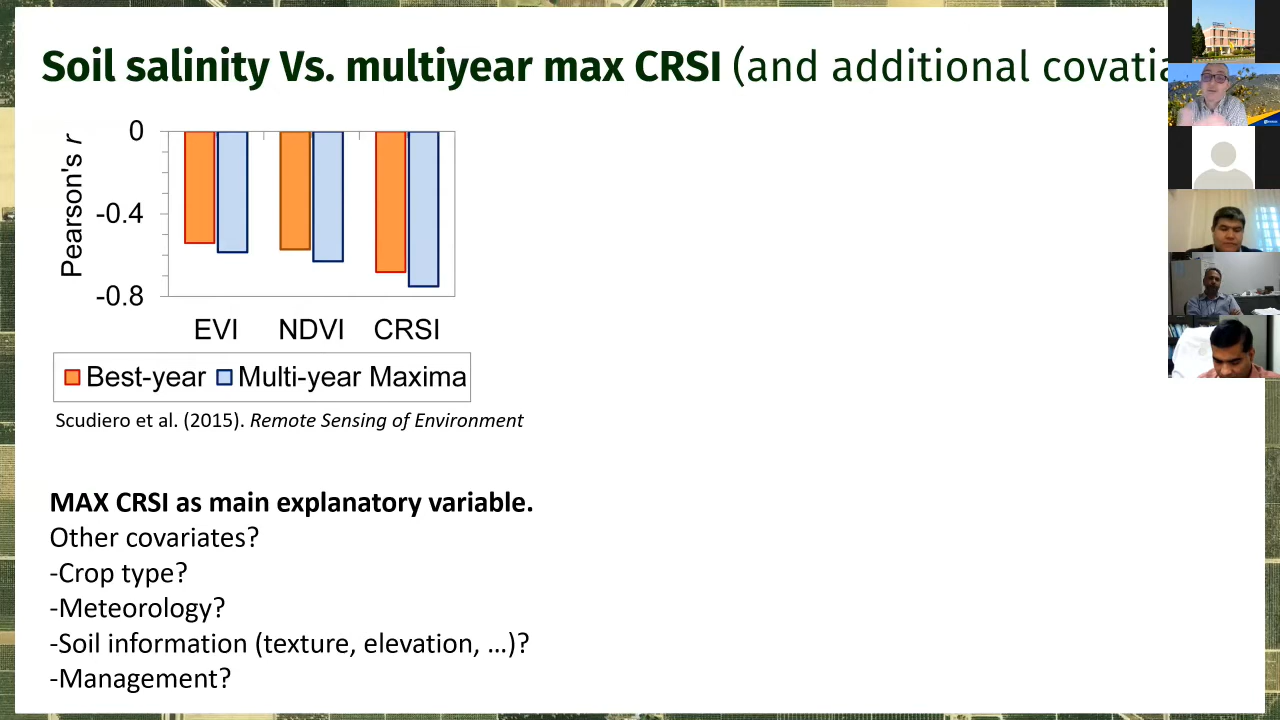 Soil salinity Vs. multiyear max CRSI (and additional covatia
Pearson's r
0
-0.4
-0.8
EVI NDVI CRSI
Best-year Multi-year Maxima
Scudiero et al. (2015). Remote Sensing of Environment
MAX CRSI as main explanatory variable.
Other covariates?
-Crop type?
-Meteorology?
-Soil information (texture, elevation, …)?
-Management?